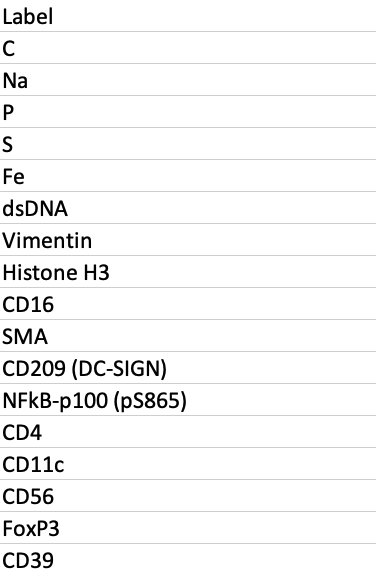 Label
C
Na
P
S
Fe
dsDNA
Vimentin
Histone H3
CD16
SMA
CD209 (DC-SIGN)
NFkB-p100 (pS865)
CD4
CD11c
CD56
FoxP3
CD39